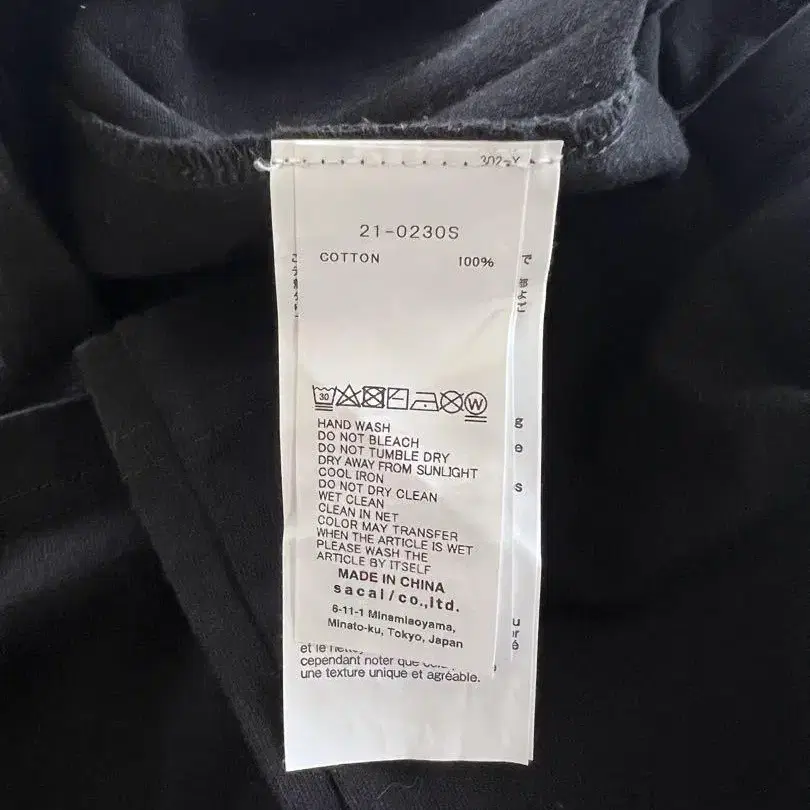 21-0230S
COTTON 100%
30
W
HAND WASH
DO NOT BLEACH
DO NOT TUMBLE DRY
DRY AWAY FROM SUNLIGHT
COOL IRON
DO NOT DRY CLEAN
WET CLEAN
CLEAN IN NET
COLOR MAY TRANSFER
WHEN THE ARTICLE IS WET
PLEASE WASH THE
ARTICLE BY ITSELF
MADE IN CHINA
sacai/co.,ltd.
6-11-1 Minamiaoyama,
Minato-ku, Tokyo, Japan
et le
cependant noter que
une texture unique et agréable.